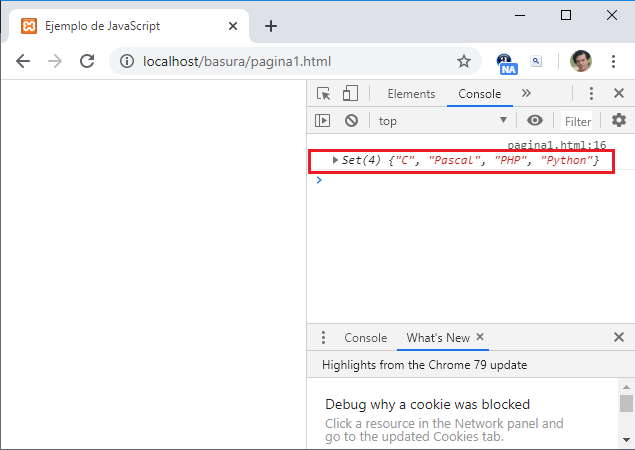 Ejemplo de JavaScript
localhost/basura/pagina1.html
NA
Elements Console »
top Filter
pagina1.html:16
Set(4) {"C", "Pascal", "PHP", "Python"}
Console What's New
Highlights from the Chrome 79 update
Debug why a cookie was blocked
Click a resource in the Network panel and
go to the updated Cookies tab.